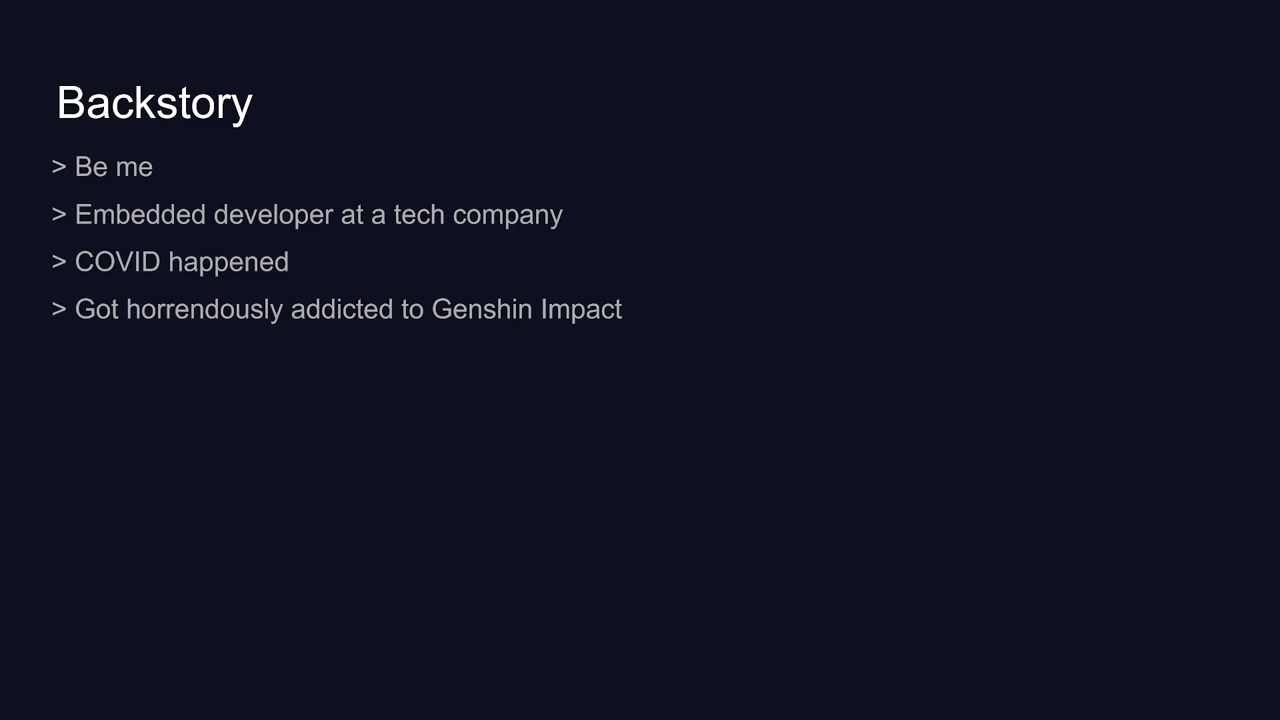 Backstory
> Be me
> Embedded developer at a tech company
> COVID happened
> Got horrendously addicted to Genshin Impact